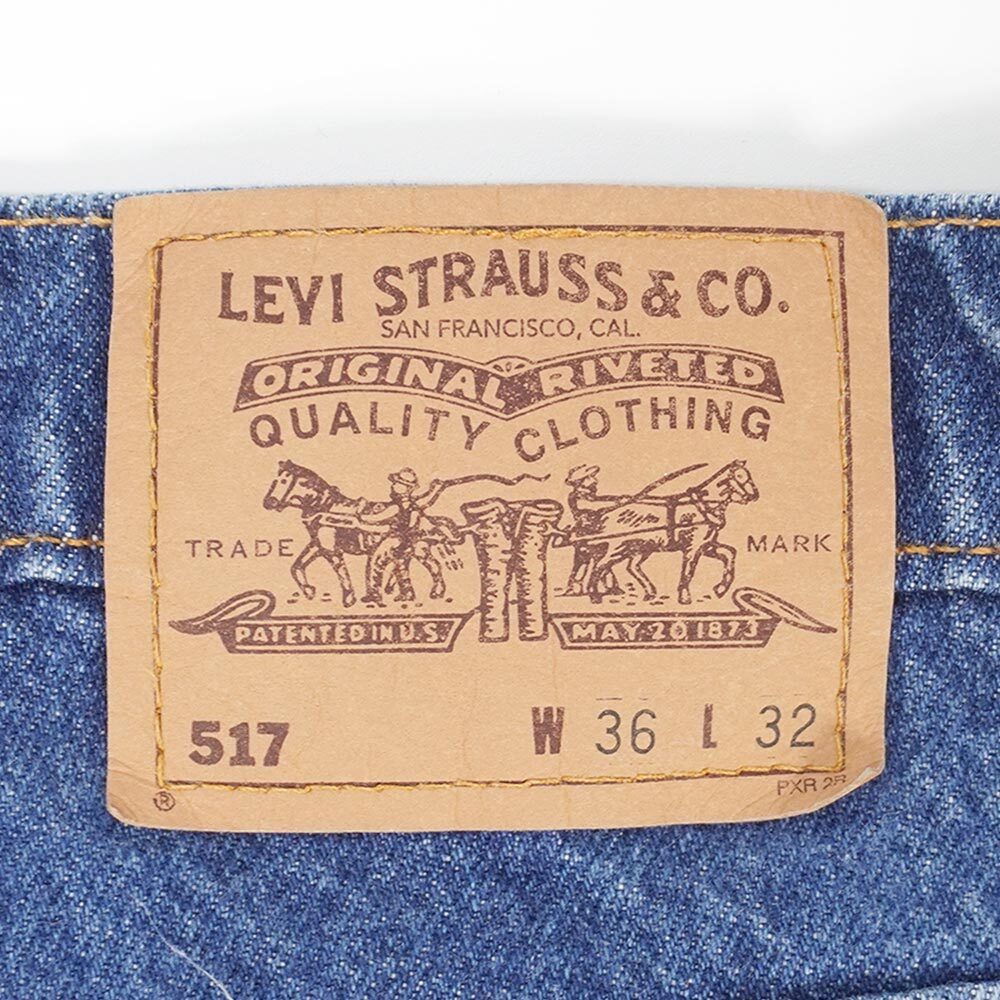 LEVI STRAUSS & CO.
SAN FRANCISCO, CAL.
ORIGINAL RIVETED
QUALITY CLOTHING
TRADE MARK
PATENTED IN U.S. MAY 20 1873
517 W 36 L 32
® PXR